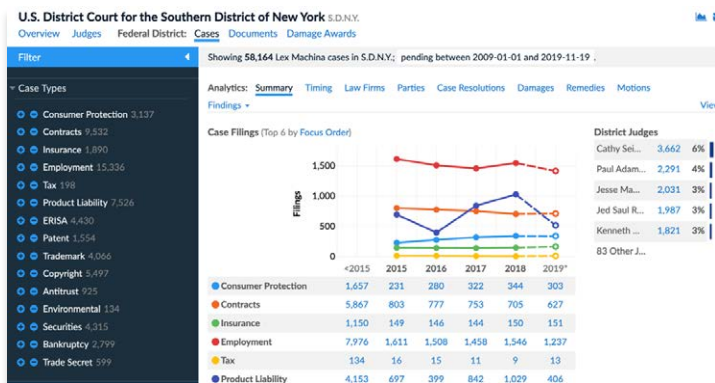 U.S. District Court for the Southern District of New York S.D.N.Y.
Overview Judges Federal District: Cases Documents Damage Awards
Filter
Showing 58,164 Lex Machina cases in S.D.N.Y.; pending between 2009-01-01 and 2019-11-19 .
Case Types
Consumer Protection 3,137
Contracts 9,532
Insurance 1,890
Employment 15,336
Tax 198
Product Liability 7,526
ERISA 4,430
Patent 1,554
Trademark 4,066
Copyright 5,497
Antitrust 925
Environmental 134
Securities 4,315
Bankruptcy 2,799
Trade Secret 599
Analytics: Summary Timing Law Firms Parties Case Resolutions Damages Remedies Motions
Findings
Case Filings (Top 6 by Focus Order)
Filings
1,500
1,000
500
0
<2015 2015 2016 2017 2018 2019*
Consumer Protection 1,657 231 280 322 344 303
Contracts 5,867 803 777 753 705 627
Insurance 1,150 149 146 144 150 151
Employment 7,976 1,611 1,508 1,458 1,546 1,237
Tax 134 16 15 11 9 13
Product Liability 4,153 697 399 842 1,029 406
District Judges
Cathy Sei... 3,662 6%
Paul Adam... 2,291 4%
Jesse Ma... 2,031 3%
Jed Saul R... 1,987 3%
Kenneth ... 1,821 3%
83 Other J...